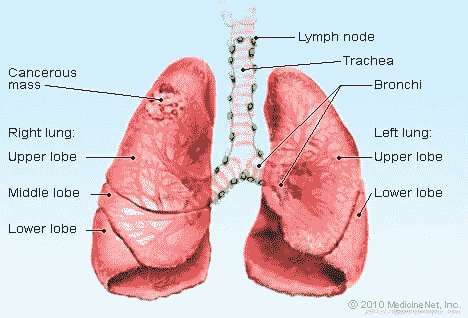 Lymph node
Trachea
Bronchi
Cancerous
mass
Right lung:
Upper lobe
Middle lobe
Lower lobe
Left lung:
Upper lobe
Lower lobe
© 2010 MedicineNet, Inc.